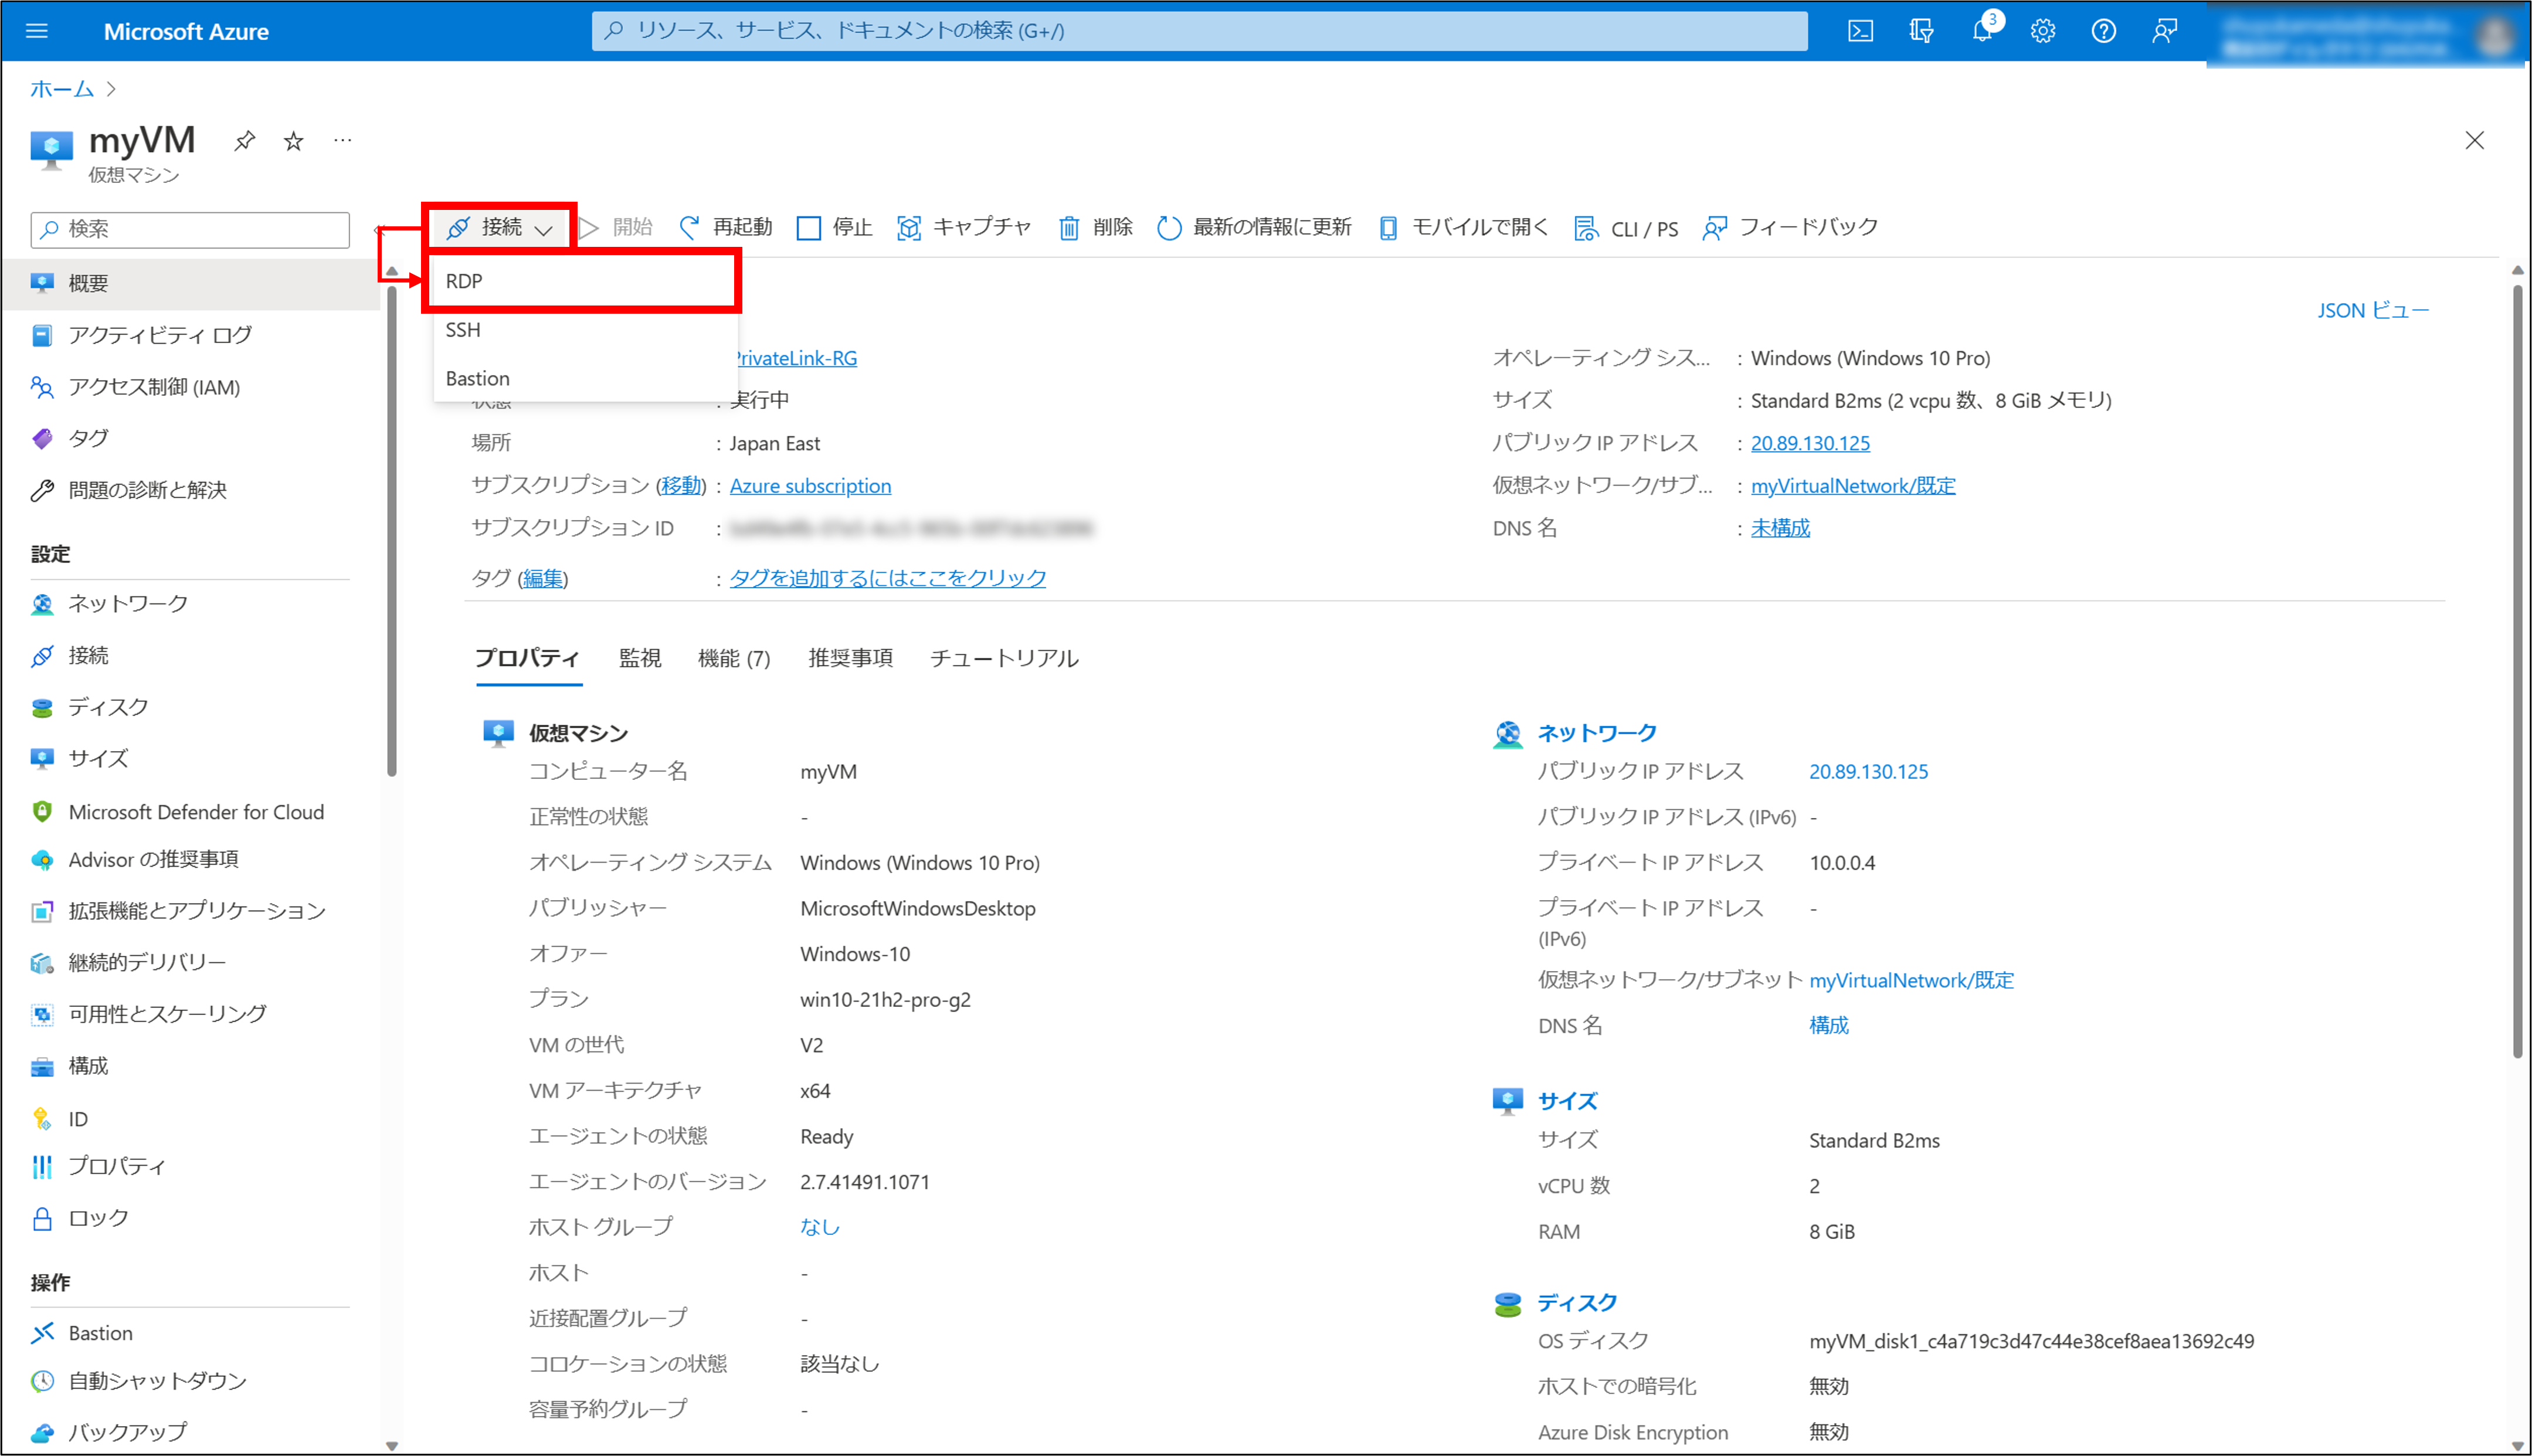 Microsoft Azure
リソース、サービス、ドキュメントの検索 (G+/)
3
ホーム
myVM
仮想マシン
検索
接続
開始
再起動
停止
キャプチャ
削除
最新の情報に更新
モバイルで開く
CLI / PS
フィードバック
RDP
SSH
Bastion
概要
アクティビティ ログ
アクセス制御 (IAM)
タグ
問題の診断と解決
設定
ネットワーク
接続
ディスク
サイズ
Microsoft Defender for Cloud
Advisor の推奨事項
拡張機能とアプリケーション
継続的デリバリー
可用性とスケーリング
構成
ID
プロパティ
ロック
操作
Bastion
自動シャットダウン
バックアップ
JSON ビュー
PrivateLink-RG
状態 : 実行中
場所 : Japan East
サブスクリプション (移動) : Azure subscription
サブスクリプション ID :
タグ (編集) : タグを追加するにはここをクリック
オペレーティング シス... : Windows (Windows 10 Pro)
サイズ : Standard B2ms (2 vcpu 数、8 GiB メモリ)
パブリック IP アドレス : 20.89.130.125
仮想ネットワーク/サブ... : myVirtualNetwork/既定
DNS 名 : 未構成
プロパティ
監視
機能 (7)
推奨事項
チュートリアル
仮想マシン
コンピューター名 myVM
正常性の状態 -
オペレーティング システム Windows (Windows 10 Pro)
パブリッシャー MicrosoftWindowsDesktop
オファー Windows-10
プラン win10-21h2-pro-g2
VM の世代 V2
VM アーキテクチャ x64
エージェントの状態 Ready
エージェントのバージョン 2.7.41491.1071
ホスト グループ なし
ホスト -
近接配置グループ -
コロケーションの状態 該当なし
容量予約グループ -
ネットワーク
パブリック IP アドレス 20.89.130.125
パブリック IP アドレス (IPv6) -
プライベート IP アドレス 10.0.0.4
プライベート IP アドレス -
(IPv6)
仮想ネットワーク/サブネット myVirtualNetwork/既定
DNS 名 構成
サイズ
サイズ Standard B2ms
vCPU 数 2
RAM 8 GiB
ディスク
OS ディスク myVM_disk1_c4a719c3d47c44e38cef8aea13692c49
ホストでの暗号化 無効
Azure Disk Encryption 無効